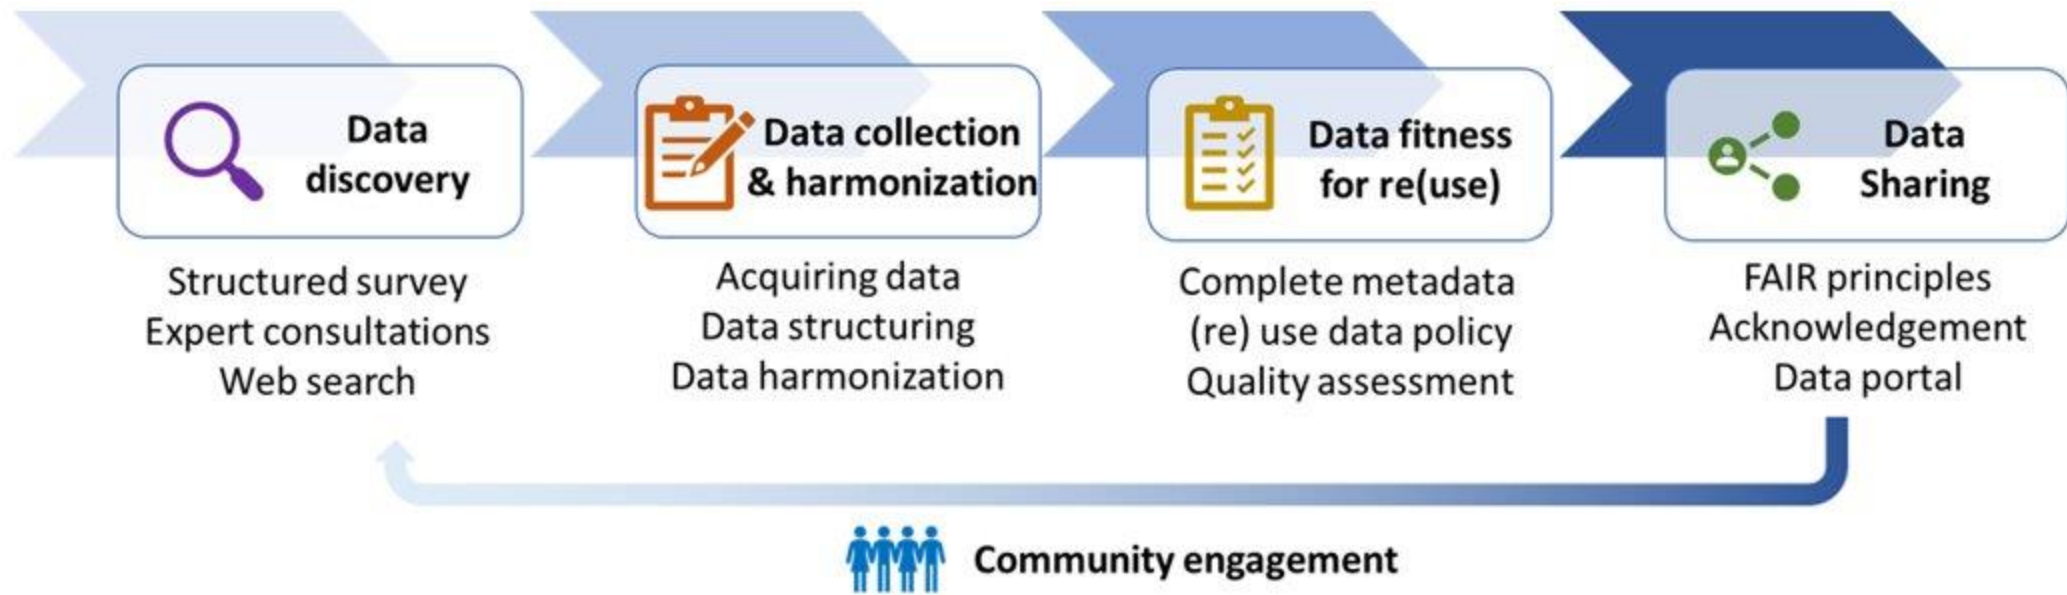 Data
discovery
Structured survey
Expert consultations
Web search
Data collection
& harmonization
Acquiring data
Data structuring
Data harmonization
Data fitness
for re(use)
Complete metadata
(re) use data policy
Quality assessment
Data
Sharing
FAIR principles
Acknowledgement
Data portal
Community engagement